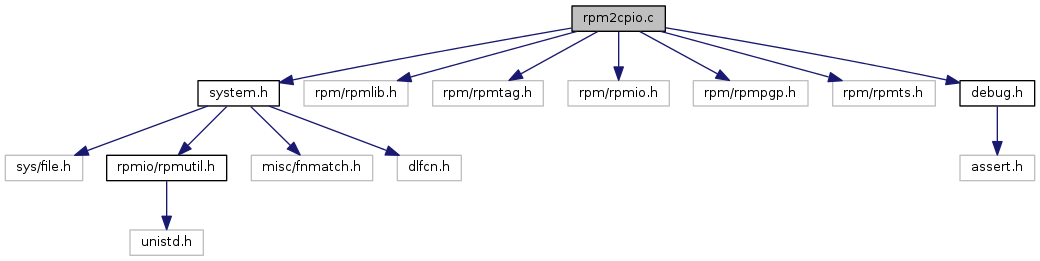 rpm2cpio.c
system.h
rpm/rpmlib.h
rpm/rpmtag.h
rpm/rpmio.h
rpm/rpmpgp.h
rpm/rpmts.h
debug.h
sys/file.h
rpmio/rpmutil.h
misc/fnmatch.h
dlfcn.h
assert.h
unistd.h